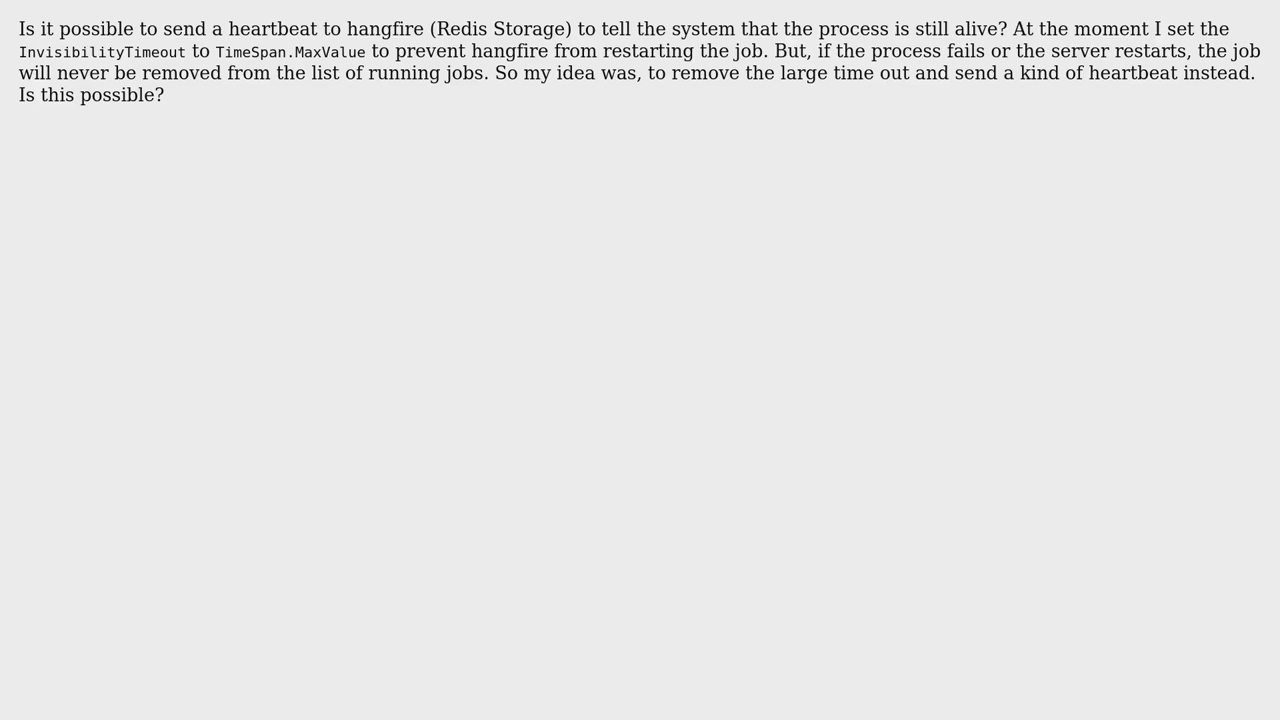 Is it possible to send a heartbeat to hangfire (Redis Storage) to tell the system that the process is still alive? At the moment I set the
InvisibilityTimeout to TimeSpan.MaxValue to prevent hangfire from restarting the job. But, if the process fails or the server restarts, the job
will never be removed from the list of running jobs. So my idea was, to remove the large time out and send a kind of heartbeat instead.
Is this possible?